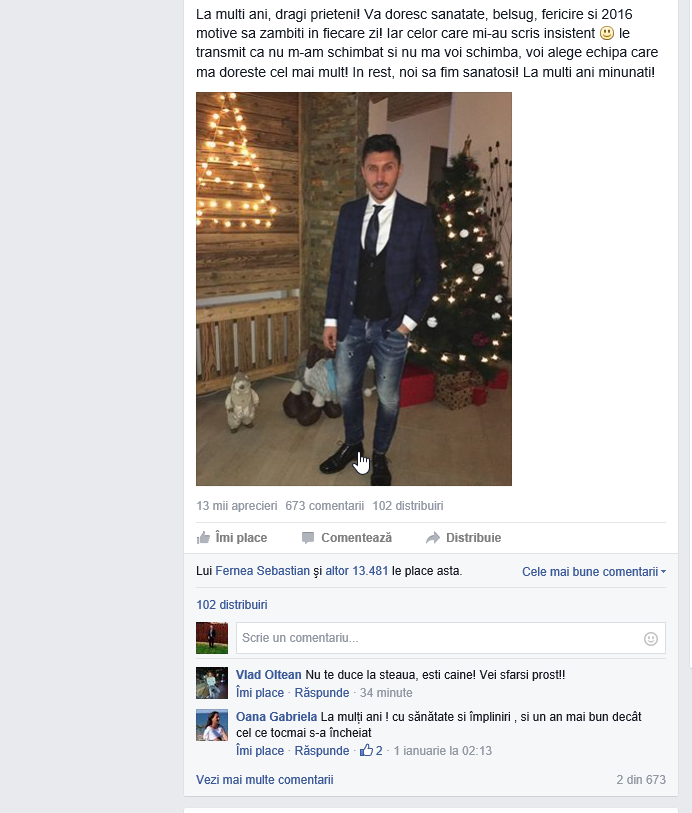 La multi ani, dragi prieteni! Va doresc sanatate, belsug, fericire si 2016
motive sa zambiti in fiecare zi! Iar celor care mi-au scris insistent 😃 le
transmit ca nu m-am schimbat si nu ma voi schimba, voi alege echipa care
ma doreste cel mai mult! In rest, noi sa fim sanatosi! La multi ani minunati!
13 mii aprecieri 673 comentarii 102 distribuiri
Îmi place Comentează Distribuie
Lui Fernea Sebastian și altor 13.481 le place asta. Cele mai bune comentarii
102 distribuiri
Scrie un comentariu...
Vlad Oltean Nu te duce la steaua, esti caine! Vei sfarsi prost!!
Îmi place · Răspunde · 34 minute
Oana Gabriela La mulți ani ! cu sănătate si împliniri , si un an mai bun decât
cel ce tocmai s-a încheiat
Îmi place · Răspunde · 2 · 1 ianuarie la 02:13
Vezi mai multe comentarii 2 din 673